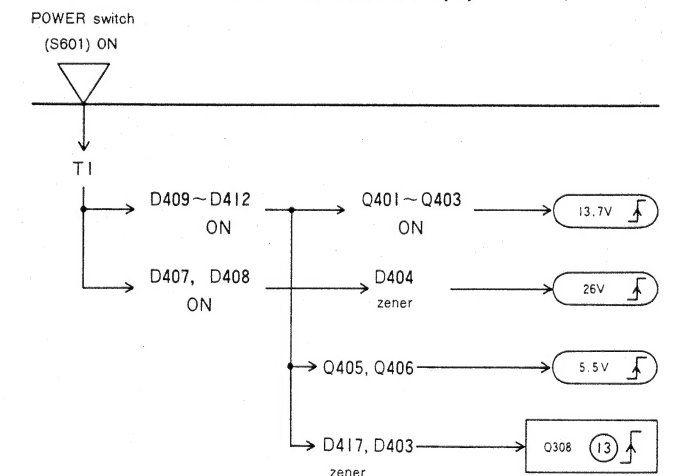 POWER switch
(S601) ON
T1
D409~D412 Q401~Q403 13.7V
ON ON
D407, D408 D404 26V
ON zener
Q405, Q406 5.5V
D417, D403 Q308 13
zener